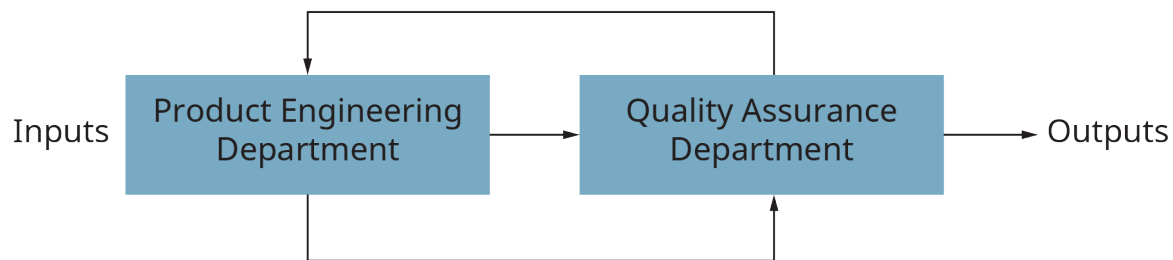 Inputs
Product Engineering
Department
Quality Assurance
Department
Outputs